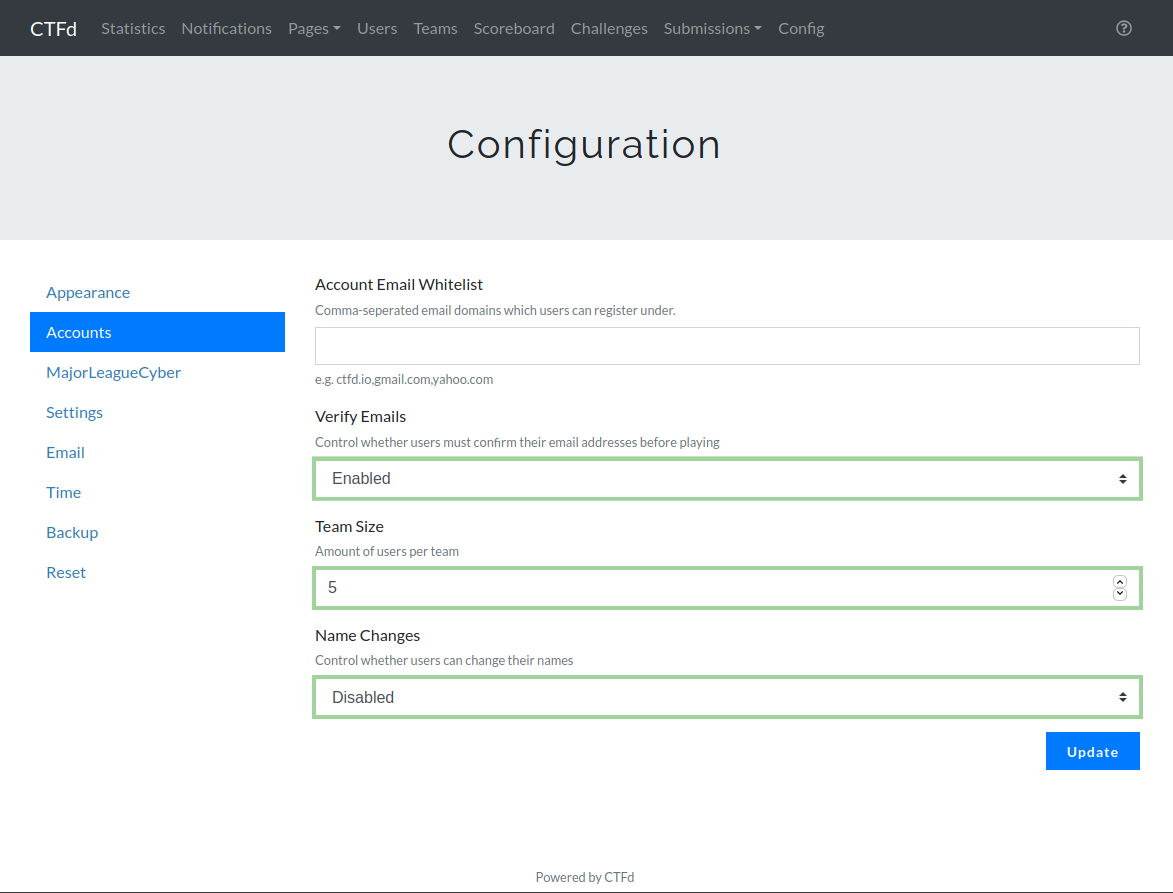 CTFd Statistics Notifications Pages Users Teams Scoreboard Challenges Submissions Config
Configuration
Appearance
Accounts
MajorLeagueCyber
Settings
Email
Time
Backup
Reset
Account Email Whitelist
Comma-seperated email domains which users can register under.
e.g. ctfd.io,gmail.com,yahoo.com
Verify Emails
Control whether users must confirm their email addresses before playing
Enabled
Team Size
Amount of users per team
5
Name Changes
Control whether users can change their names
Disabled
Update
Powered by CTFd